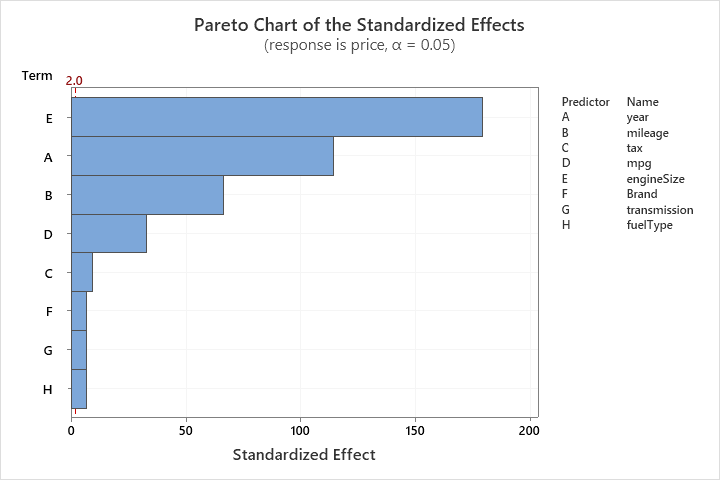 Pareto Chart of the Standardized Effects
(response is price, α = 0.05)
Term
2.0
E
A
B
D
C
F
G
H
0 50 100 150 200
Standardized Effect
Predictor Name
A year
B mileage
C tax
D mpg
E engineSize
F Brand
G transmission
H fuelType